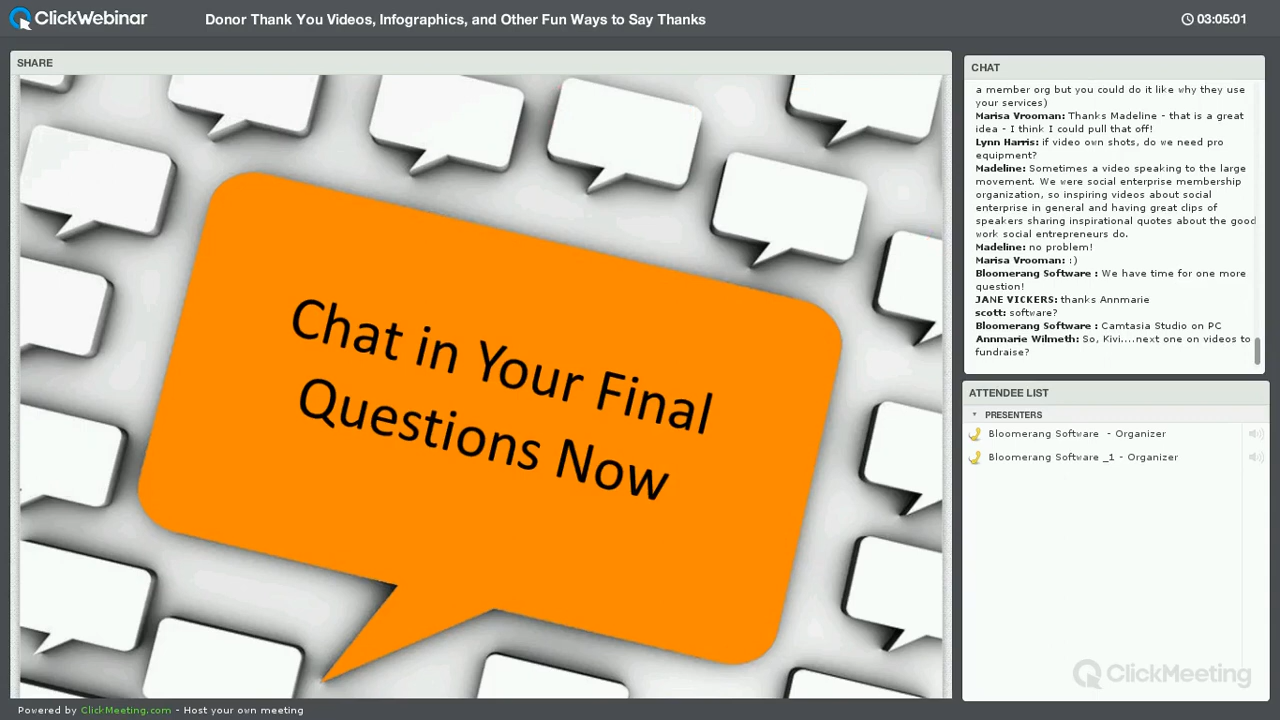 ClickWebinar
Donor Thank You Videos, Infographics, and Other Fun Ways to Say Thanks
03:05:01
SHARE
Chat in Your Final
Questions Now
CHAT
a member org but you could do it like why they use
your services)
Marisa Vrooman: Thanks Madeline - that is a great
idea - I think I could pull that off!
Lynn Harris: if video own shots, do we need pro
equipment?
Madeline: Sometimes a video speaking to the large
movement. We were social enterprise membership
organization, so inspiring videos about social
enterprise in general and having great clips of
speakers sharing inspirational quotes about the good
work social entrepreneurs do.
Madeline: no problem!
Marisa Vrooman: :)
Bloomerang Software : We have time for one more
question!
JANE VICKERS: thanks Annmarie
scott: software?
Bloomerang Software : Camtasia Studio on PC
Annmarie Wilmeth: So, Kivi....next one on videos to
fundraise?
ATTENDEE LIST
PRESENTERS
Bloomerang Software - Organizer
Bloomerang Software _1 - Organizer
ClickMeeting
Powered by ClickMeeting.com - Host your own meeting